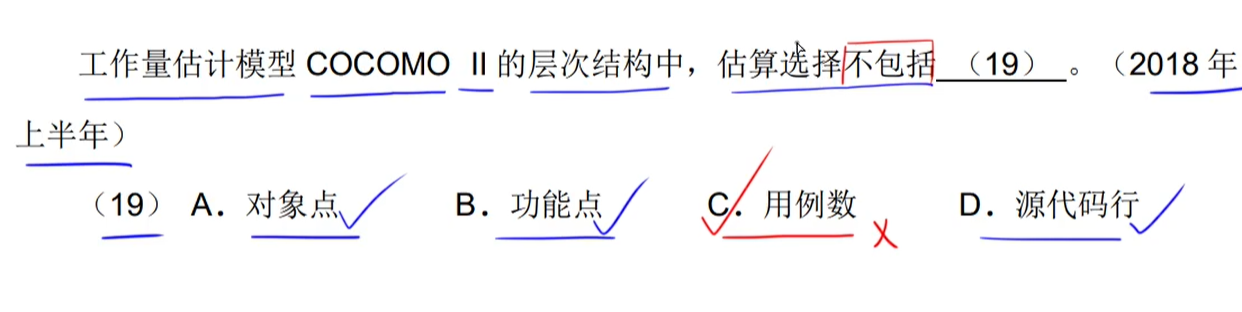 工作量估计模型 COCOMO II 的层次结构中，估算选择不包括（19）。（2018 年
上半年）
（19） A．对象点 B．功能点 C．用例数 D．源代码行